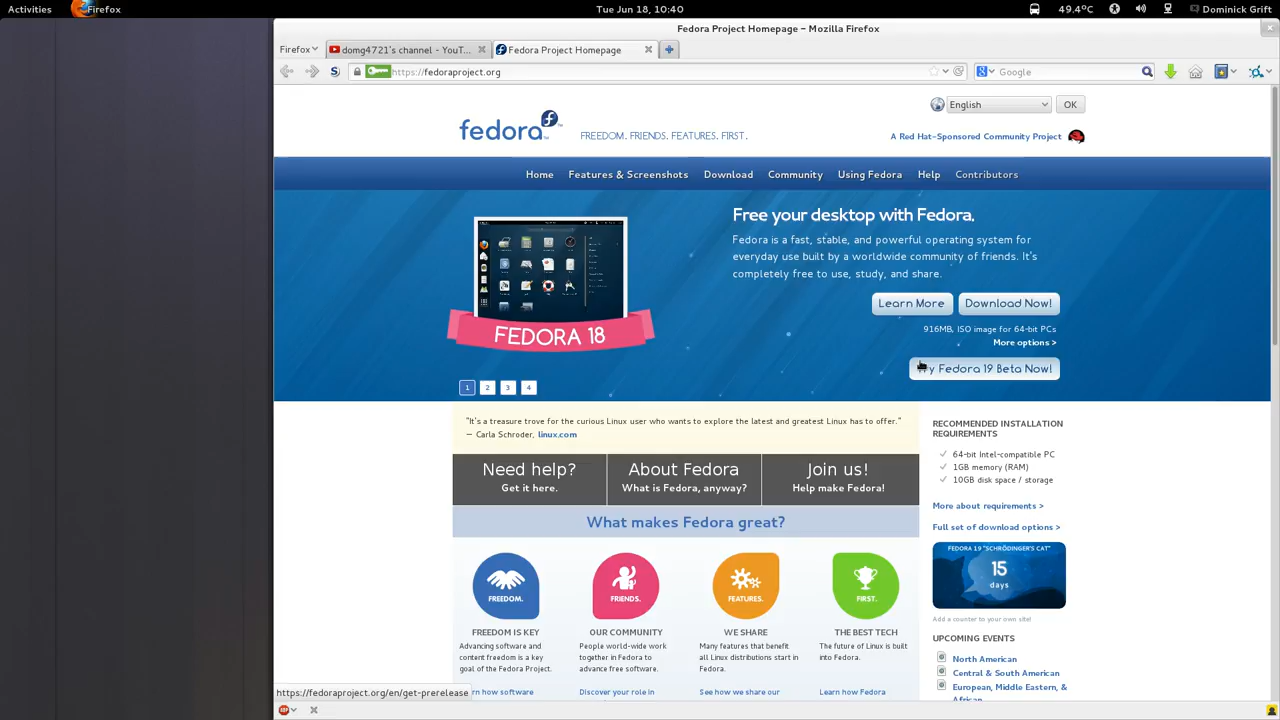 Activities
Firefox
Tue Jun 18, 10:40
49.4°C
Dominick Grift
Fedora Project Homepage - Mozilla Firefox
Firefox
domg4721's channel - YouT...
Fedora Project Homepage
https://fedoraproject.org
Google
English
OK
fedora
FREEDOM. FRIENDS. FEATURES. FIRST.
A Red Hat-Sponsored Community Project
Home
Features & Screenshots
Download
Community
Using Fedora
Help
Contributors
Free your desktop with Fedora.
Fedora is a fast, stable, and powerful operating system for
everyday use built by a worldwide community of friends. It's
completely free to use, study, and share.
Learn More
Download Now!
916MB, ISO image for 64-bit PCs
More options >
FEDORA 18
y Fedora 19 Beta Now!
1 2 3 4
"It's a treasure trove for the curious Linux user who wants to explore the latest and greatest Linux has to offer."
— Carla Schroder, linux.com
Need help?
Get it here.
About Fedora
What is Fedora, anyway?
Join us!
Help make Fedora!
What makes Fedora great?
FREEDOM.
FRIENDS.
FEATURES.
FIRST.
FREEDOM IS KEY
Advancing software and
content freedom is a key
goal of the Fedora Project.
rn how software
OUR COMMUNITY
People world-wide work
together in Fedora to
advance free software.
Discover your role in
WE SHARE
Many features that benefit
all Linux distributions start in
Fedora.
See how we share our
THE BEST TECH
The future of Linux is built
into Fedora.
Learn how Fedora
RECOMMENDED INSTALLATION
REQUIREMENTS
64-bit Intel-compatible PC
1GB memory (RAM)
10GB disk space / storage
More about requirements >
Full set of download options >
FEDORA 19 "SCHRÖDINGER'S CAT"
15
days
Add a counter to your own site!
UPCOMING EVENTS
North American
Central & South American
European, Middle Eastern, &
African
https://fedoraproject.org/en/get-prerelease